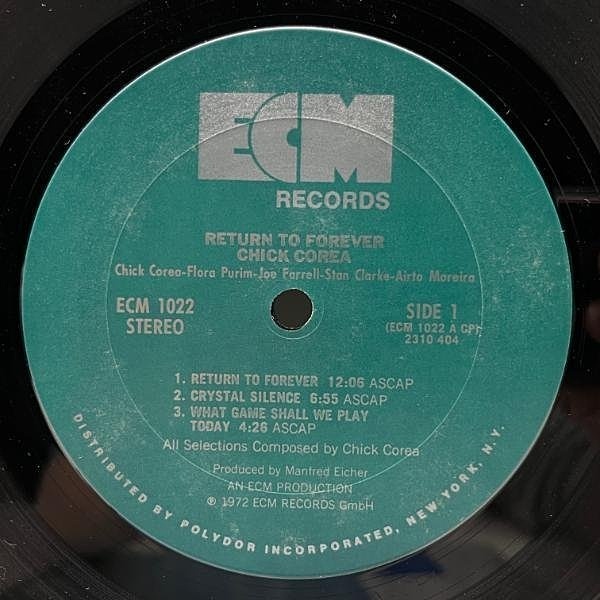 ECM
RECORDS
RETURN TO FOREVER
CHICK COREA
Chick Corea-Flora Purim-Joe Farrell-Stan Clarke-Airto Moreira
ECM 1022
STEREO
SIDE 1
(ECM 1022 A GP)
2310 404
1. RETURN TO FOREVER 12:06 ASCAP
2. CRYSTAL SILENCE 6:55 ASCAP
3. WHAT GAME SHALL WE PLAY
TODAY 4:26 ASCAP
All Selections Composed by Chick Corea
Produced by Manfred Eicher
AN ECM PRODUCTION
℗ 1972 ECM RECORDS GmbH
DISTRIBUTED BY POLYDOR INCORPORATED, NEW YORK, N.Y.